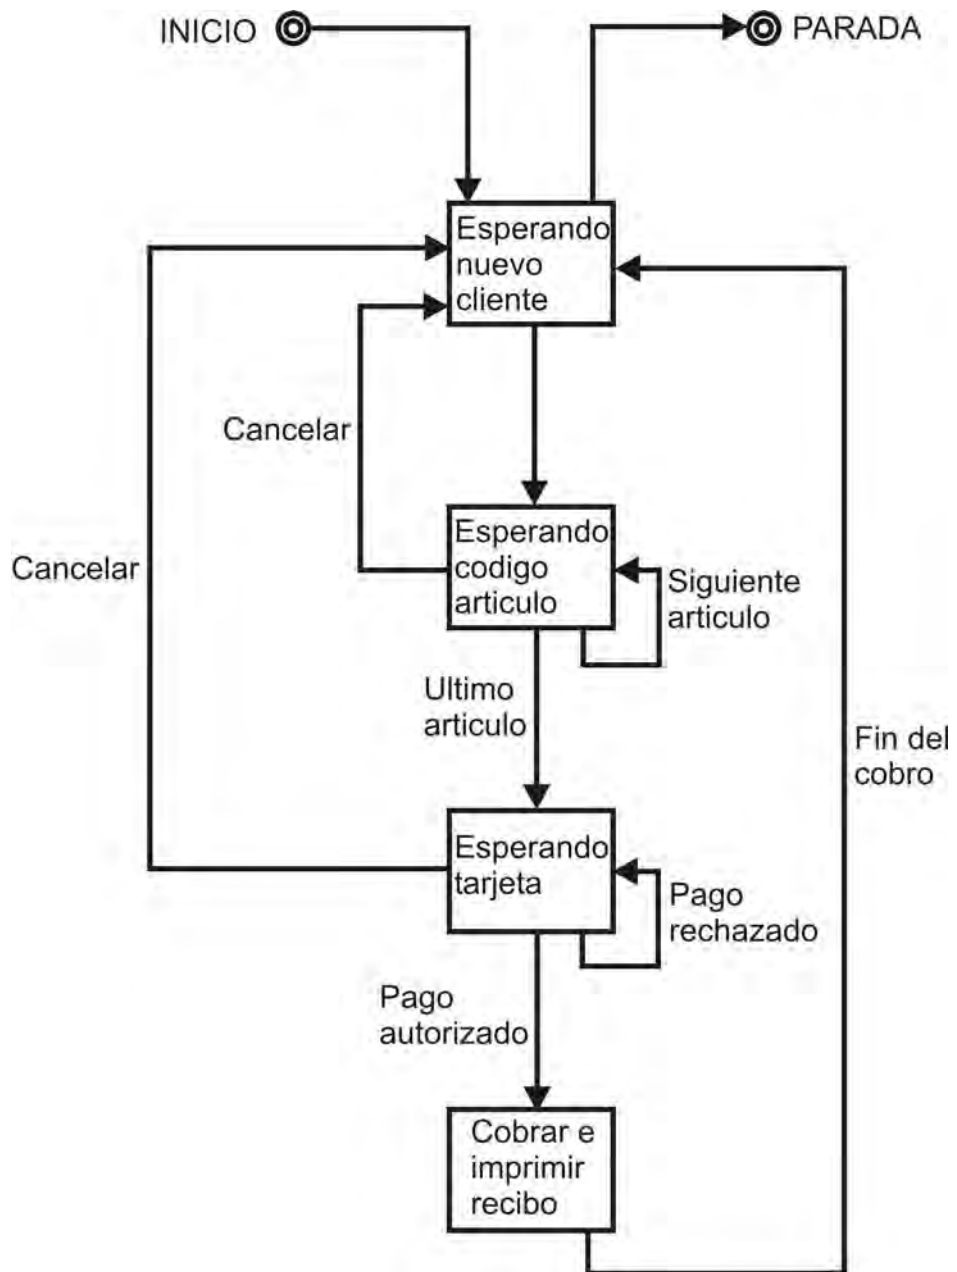 INICIO
PARADA
Esperando
nuevo
cliente
Cancelar
Esperando
codigo
articulo
Cancelar
Siguiente
articulo
Ultimo
articulo
Fin del
cobro
Esperando
tarjeta
Pago
rechazado
Pago
autorizado
Cobrar e
imprimir
recibo